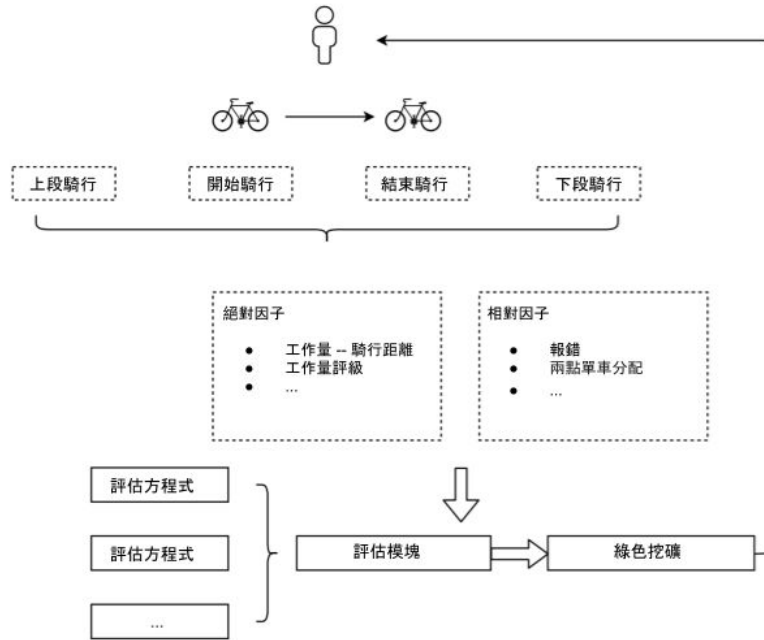 上段騎行
開始騎行
結束騎行
下段騎行
絕對因子
● 工作量 -- 騎行距離
● 工作量評級
● ...
相對因子
● 報錯
● 兩點單車分配
● ...
評估方程式
評估方程式
...
評估模塊
綠色挖礦